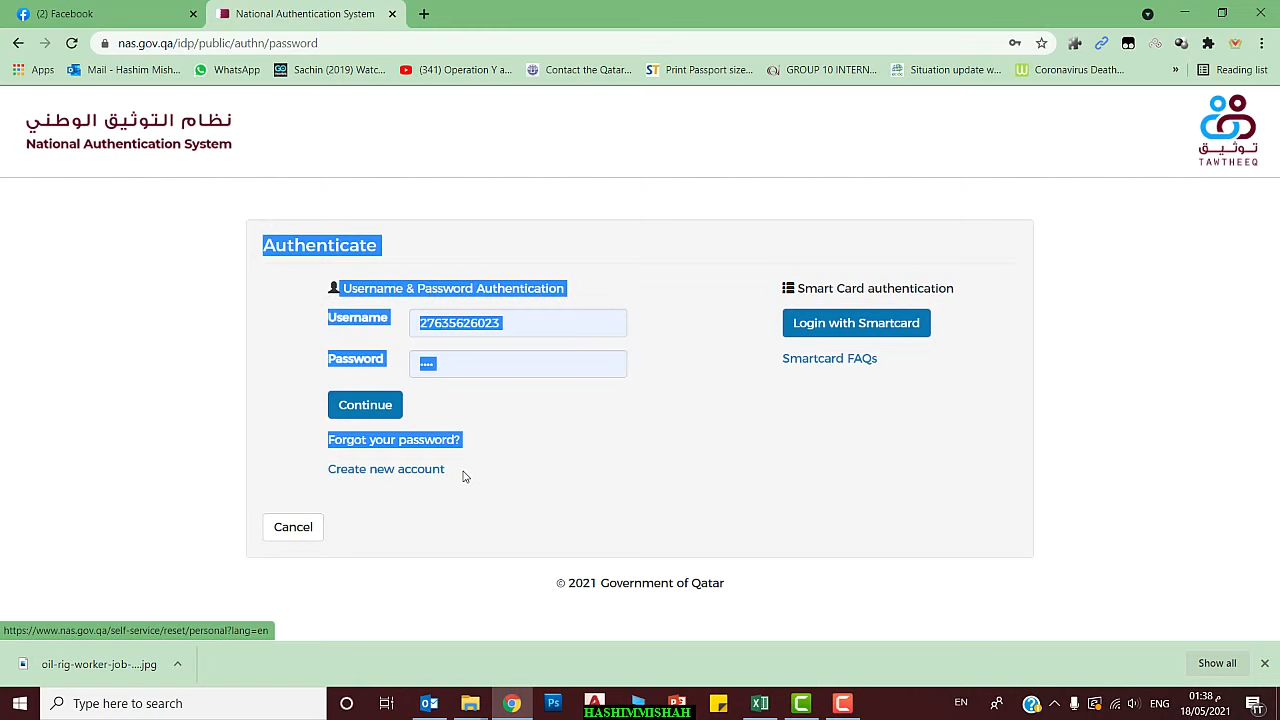 (2) Facebook
National Authentication System
nas.gov.qa/idp/public/authn/password
Apps
Mail - Hashim Mish...
WhatsApp
Sachin (2019) Watc...
(341) Operation Y a...
Contact the Qatar...
Print Passport size...
GROUP 10 INTERN...
Situation update w...
Coronavirus Death...
»
Reading list
نظام التوثيق الوطني
National Authentication System
توثيق
TAWTHEEQ
Authenticate
Username & Password Authentication
Username
27635626023
Password
....
Continue
Forgot your password?
Create new account
Smart Card authentication
Login with Smartcard
Smartcard FAQs
Cancel
© 2021 Government of Qatar
https://www.nas.gov.qa/self-service/reset/personal?lang=en
oil-rig-worker-job-....jpg
Show all
Type here to search
HASHIMMISHAH
EN
ENG
01:38 م
18/05/2021